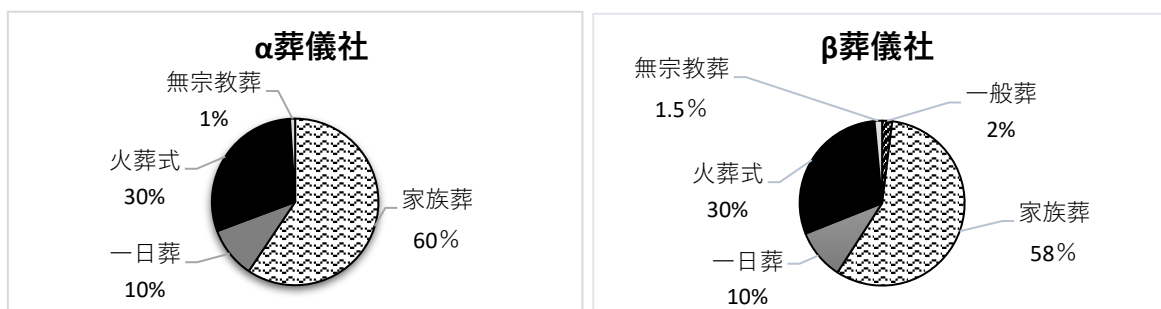 α葬儀社
無宗教葬
1%
火葬式
30%
家族葬
60%
一日葬
10%
β葬儀社
無宗教葬
1.5%
一般葬
2%
火葬式
30%
家族葬
58%
一日葬
10%